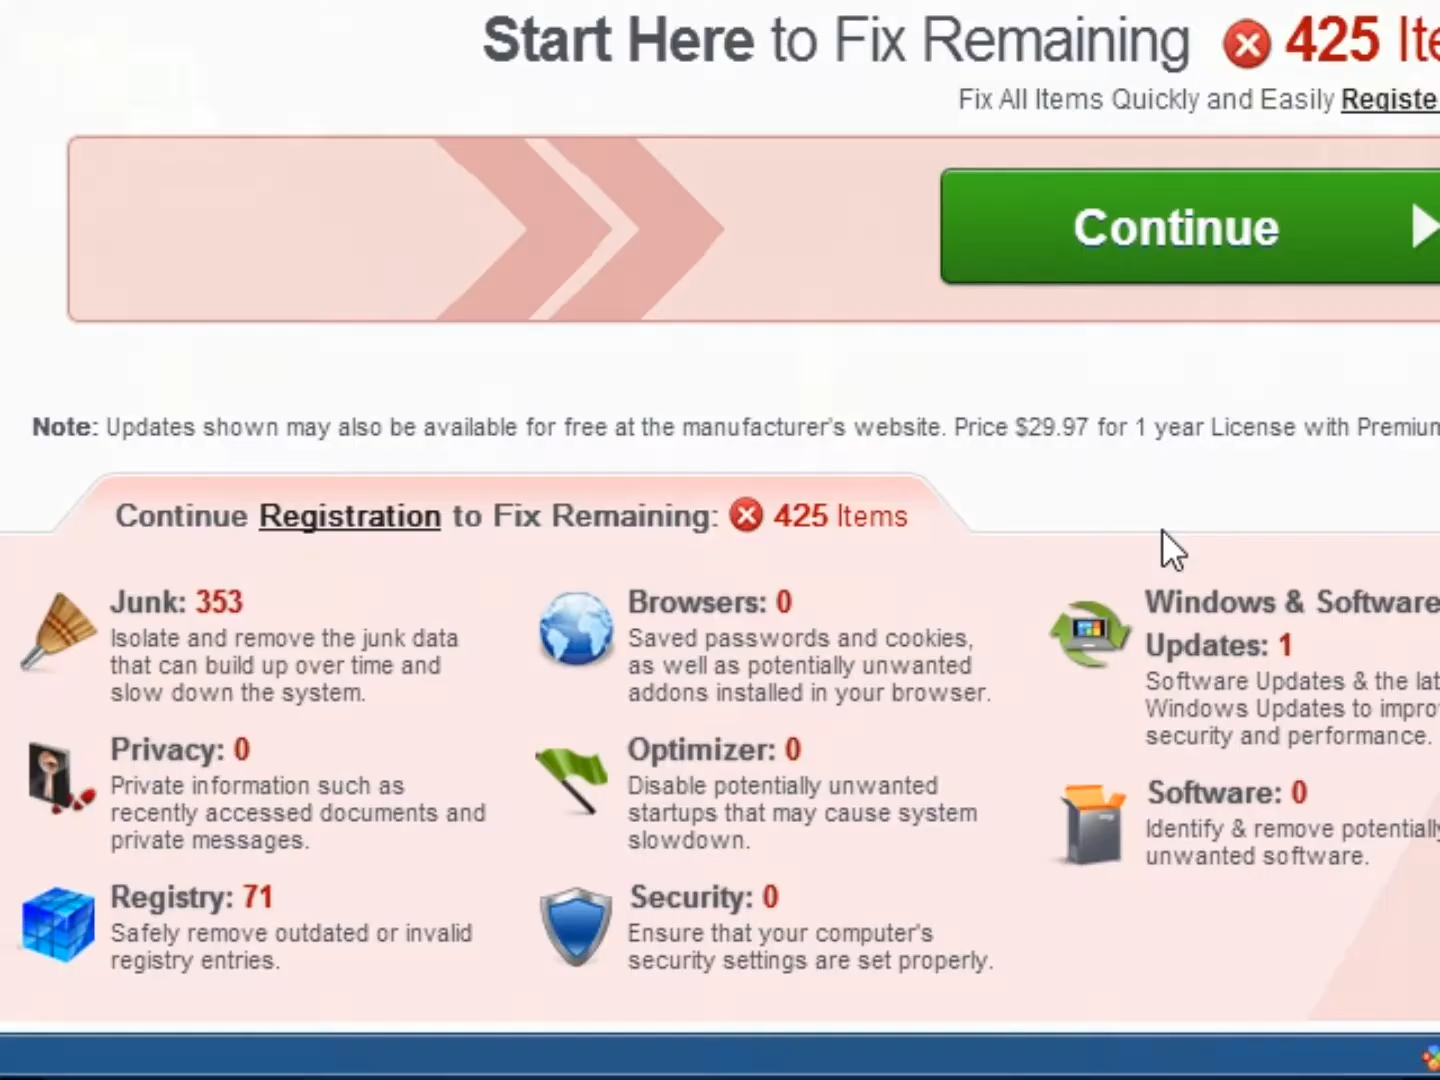 Start Here to Fix Remaining 425 Ite
Fix All Items Quickly and Easily Registe
Continue
Note: Updates shown may also be available for free at the manufacturer's website. Price $29.97 for 1 year License with Premium
Continue Registration to Fix Remaining: 425 Items
Junk: 353
Isolate and remove the junk data
that can build up over time and
slow down the system.
Privacy: 0
Private information such as
recently accessed documents and
private messages.
Registry: 71
Safely remove outdated or invalid
registry entries.
Browsers: 0
Saved passwords and cookies,
as well as potentially unwanted
addons installed in your browser.
Optimizer: 0
Disable potentially unwanted
startups that may cause system
slowdown.
Security: 0
Ensure that your computer's
security settings are set properly.
Windows & Software
Updates: 1
Software Updates & the lat
Windows Updates to impro
security and performance.
Software: 0
Identify & remove potentially
unwanted software.